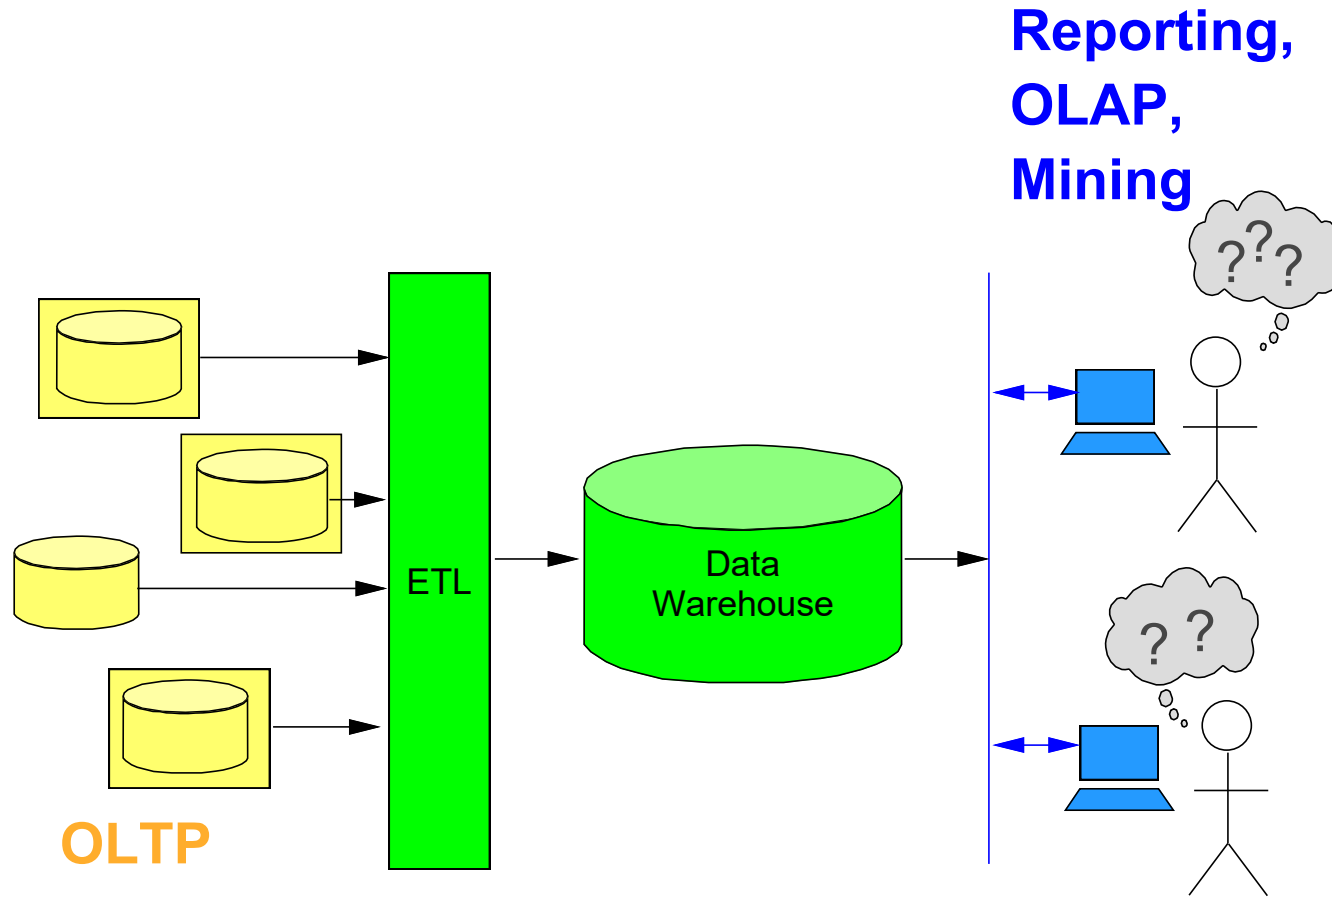 Reporting,
OLAP,
Mining
? ? ?
ETL
Data
Warehouse
? ?
OLTP